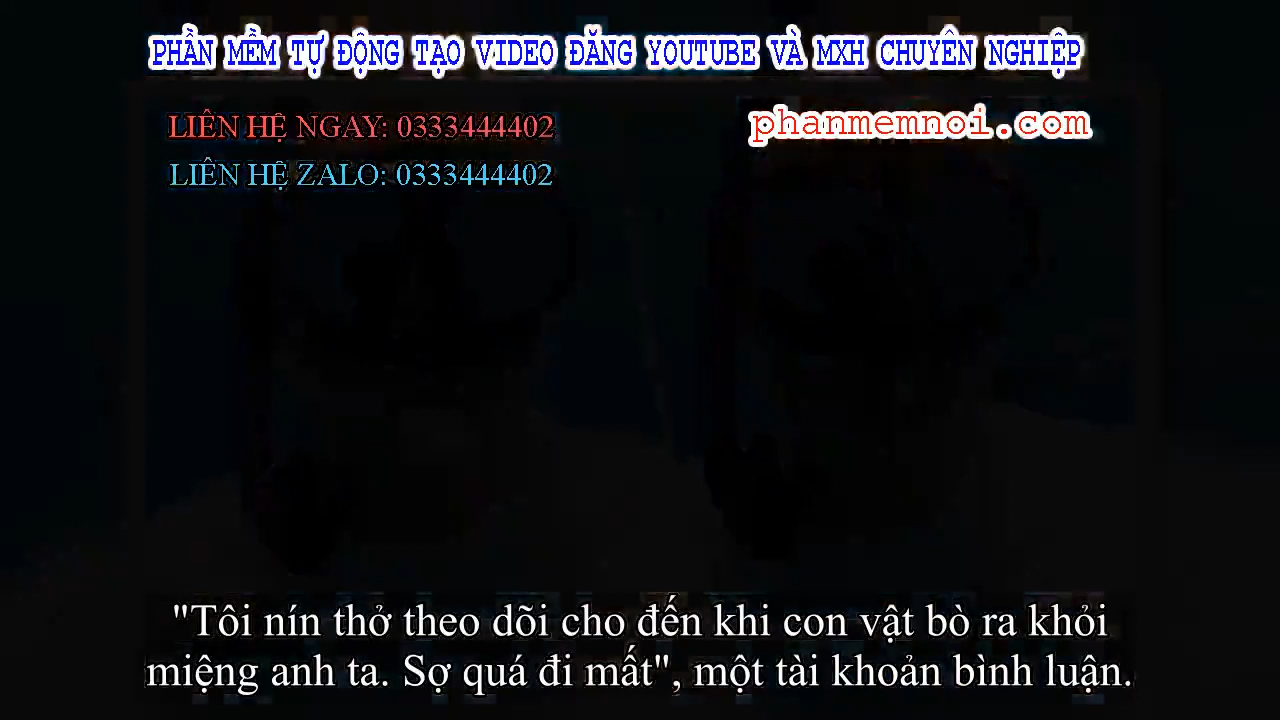 PHẦN MỀM TỰ ĐỘNG TẠO VIDEO ĐĂNG YOUTUBE VÀ MXH CHUYÊN NGHIỆP
LIÊN HỆ NGAY: 0333444402
phanmemnoi.com
LIÊN HỆ ZALO: 0333444402
"Tôi nín thở theo dõi cho đến khi con vật bò ra khỏi
miệng anh ta. Sợ quá đi mất", một tài khoản bình luận.